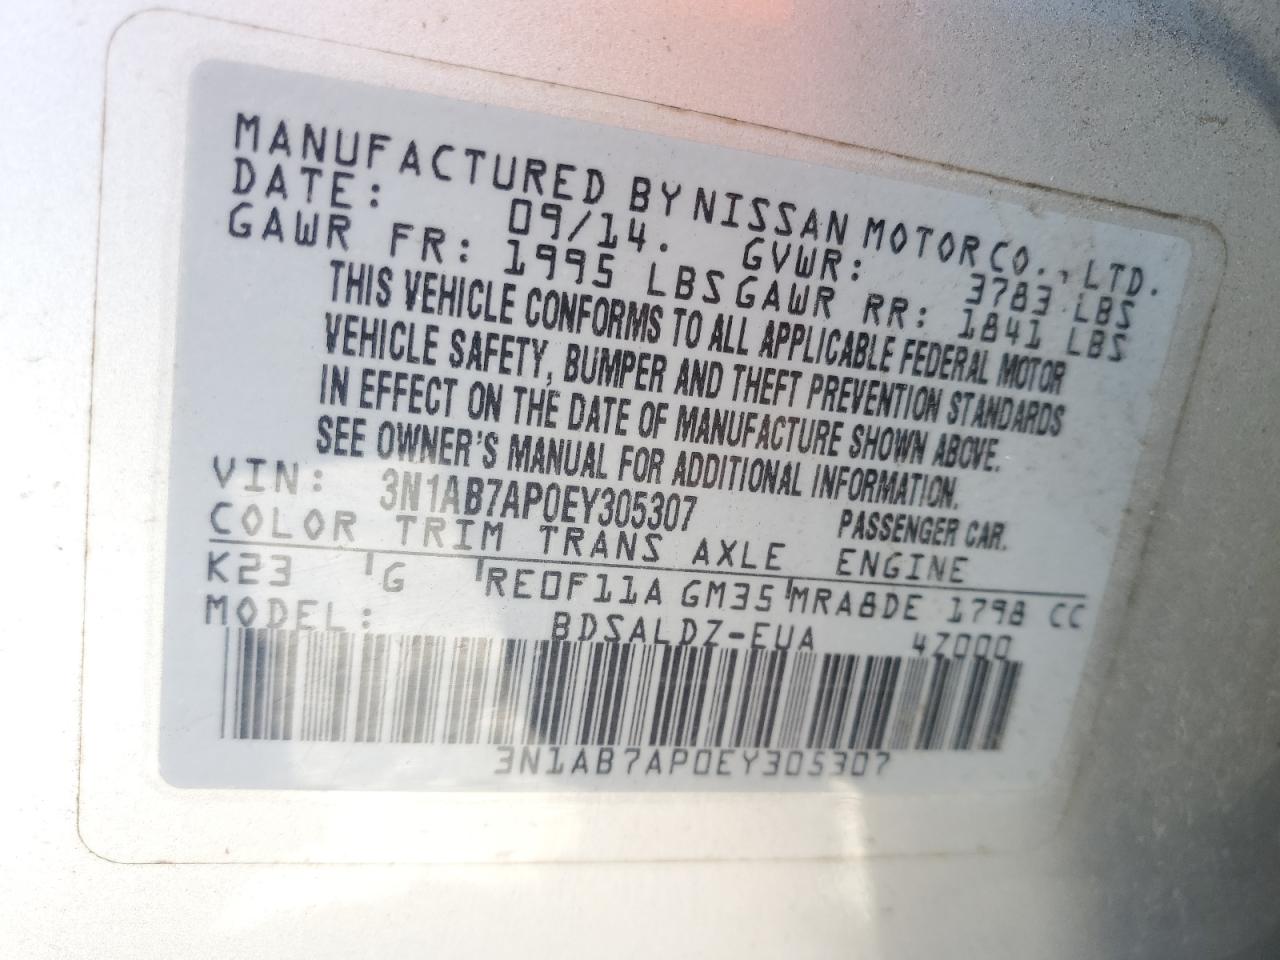 MANUFACTURED BY NISSAN MOTOR CO., LTD.
DATE: 09/14. GVWR: 3783 LBS
GAWR FR: 1995 LBS GAWR RR: 1841 LBS
THIS VEHICLE CONFORMS TO ALL APPLICABLE FEDERAL MOTOR
VEHICLE SAFETY, BUMPER AND THEFT PREVENTION STANDARDS
IN EFFECT ON THE DATE OF MANUFACTURE SHOWN ABOVE.
SEE OWNER'S MANUAL FOR ADDITIONAL INFORMATION.
VIN: 3N1AB7AP0EY305307 PASSENGER CAR.
COLOR TRIM TRANS AXLE ENGINE
K23 G RE0F11A GM35 MRA8DE 1798 CC
MODEL: BDSALDZ-EUA 4Z000
3N1AB7AP0EY305307